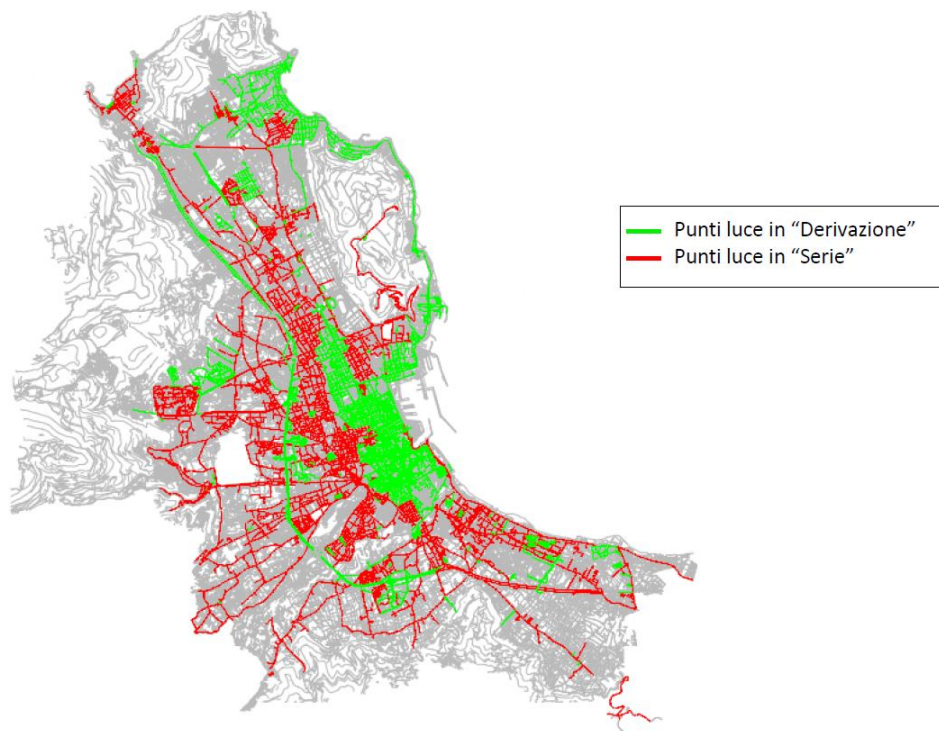 Punti luce in “Derivazione”
Punti luce in “Serie”